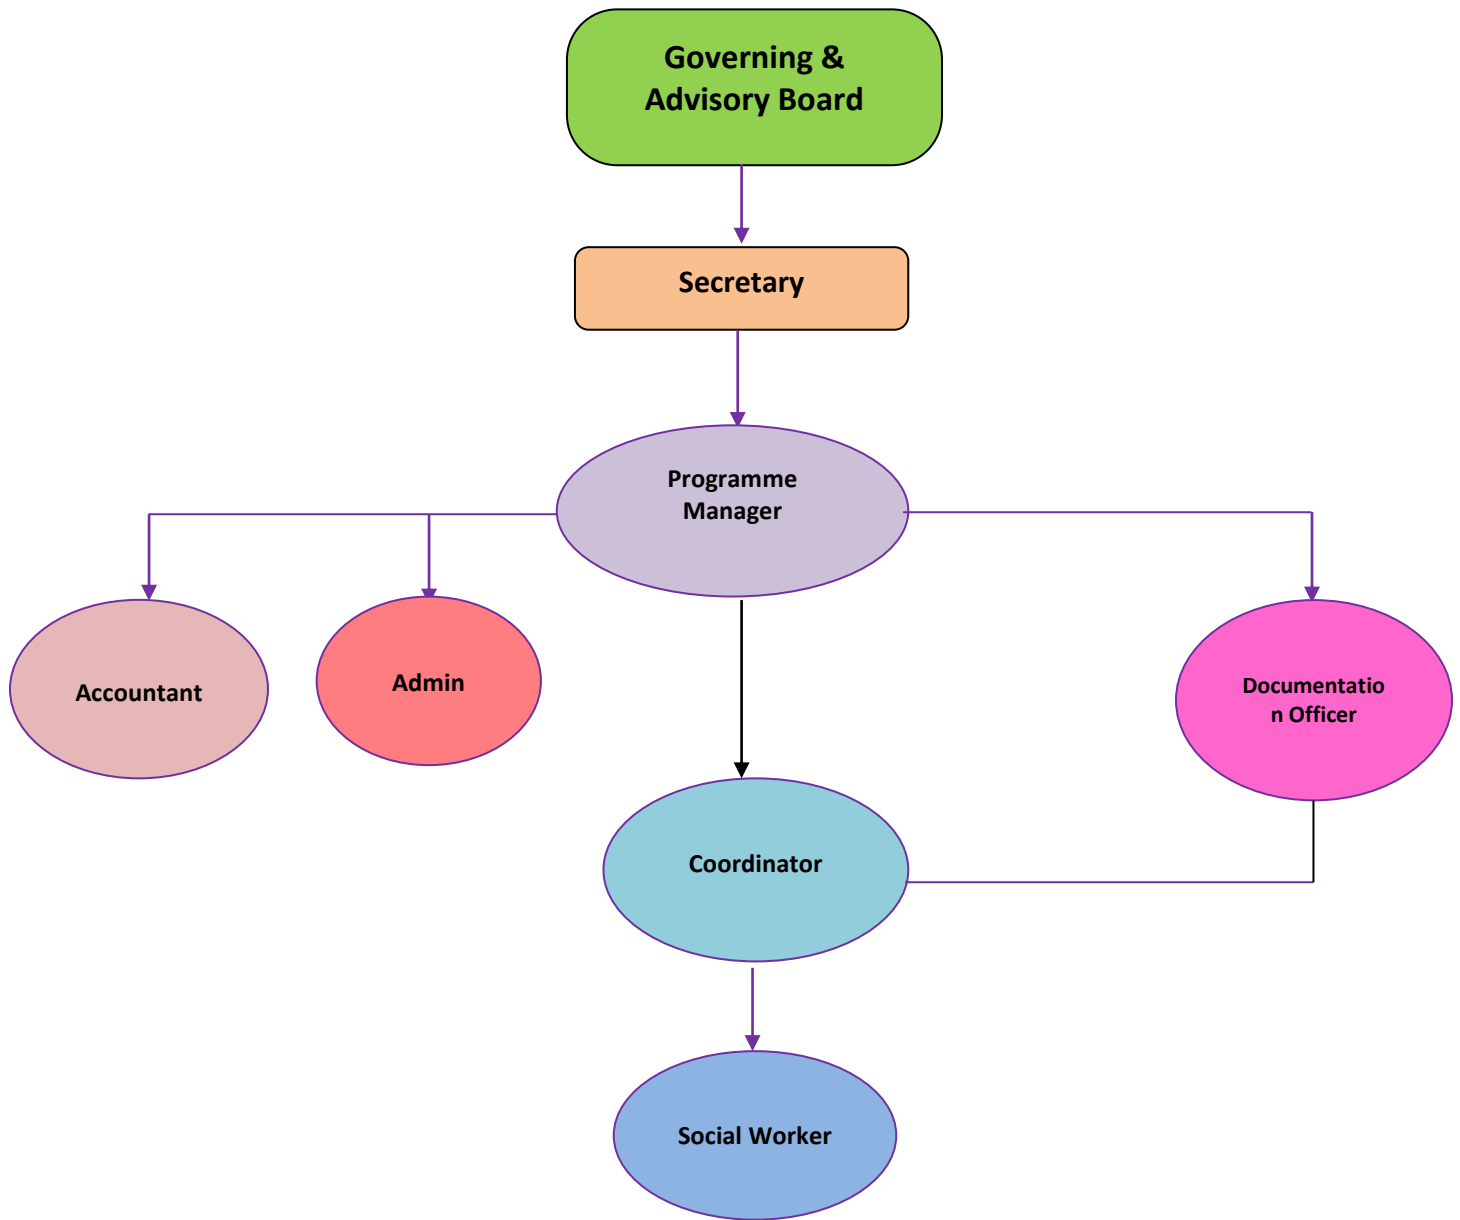 Governing &
Advisory Board
Secretary
Programme
Manager
Accountant
Admin
Documentatio
n Officer
Coordinator
Social Worker